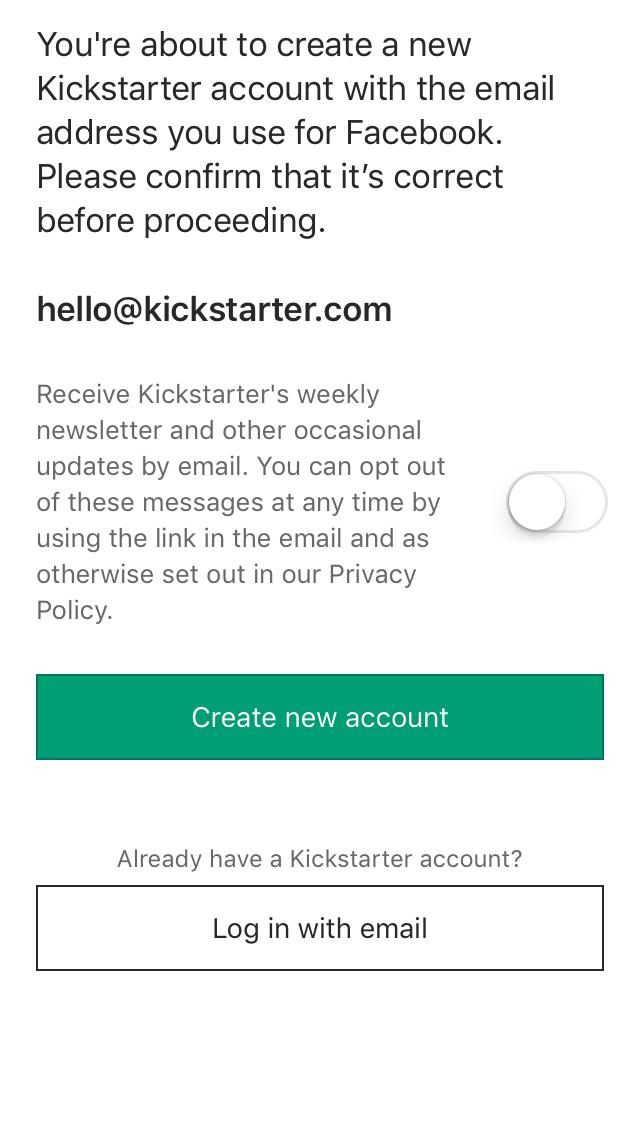 You're about to create a new
Kickstarter account with the email
address you use for Facebook.
Please confirm that it’s correct
before proceeding.
hello@kickstarter.com
Receive Kickstarter's weekly
newsletter and other occasional
updates by email. You can opt out
of these messages at any time by
using the link in the email and as
otherwise set out in our Privacy
Policy.
Create new account
Already have a Kickstarter account?
Log in with email